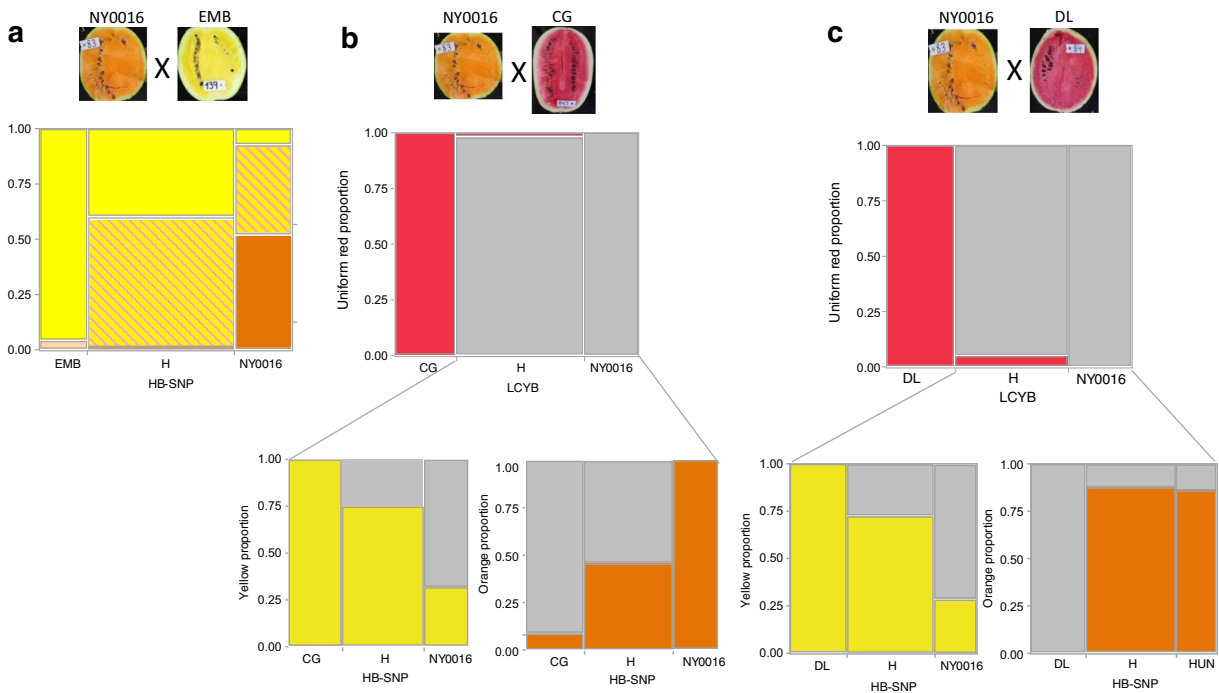 a
NY0016
EMB
X
×83
139
1.00
0.75
0.50
0.25
0.00
EMB
H
NY0016
HB-SNP
b
NY0016
CG
X
×83
Uniform red proportion
1.00
0.75
0.50
0.25
0.00
CG
H
NY0016
LCYB
Yellow proportion
1.00
0.75
0.50
0.25
0.00
CG
H
NY0016
HB-SNP
Orange proportion
1.00
0.75
0.50
0.25
0.00
CG
H
NY0016
HB-SNP
c
NY0016
DL
X
×83
×84
Uniform red proportion
1.00
0.75
0.50
0.25
0.00
DL
H
NY0016
LCYB
Yellow proportion
1.00
0.75
0.50
0.25
0.00
DL
H
NY0016
HB-SNP
Orange proportion
1.00
0.75
0.50
0.25
0.00
DL
H
HUN
HB-SNP